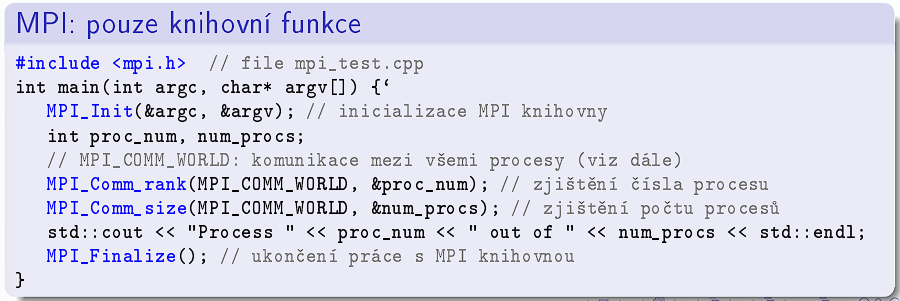 MPI: pouze knihovní funkce
#include <mpi.h>  // file mpi_test.cpp
int main(int argc, char* argv[]) {‘
   MPI_Init(&argc, &argv); // inicializace MPI knihovny
   int proc_num, num_procs;
   // MPI_COMM_WORLD: komunikace mezi všemi procesy (viz dále)
   MPI_Comm_rank(MPI_COMM_WORLD, &proc_num); // zjištění čísla procesu
   MPI_Comm_size(MPI_COMM_WORLD, &num_procs); // zjištění počtu procesů
   std::cout << "Process " << proc_num << " out of " << num_procs << std::endl;
   MPI_Finalize(); // ukončení práce s MPI knihovnou
}